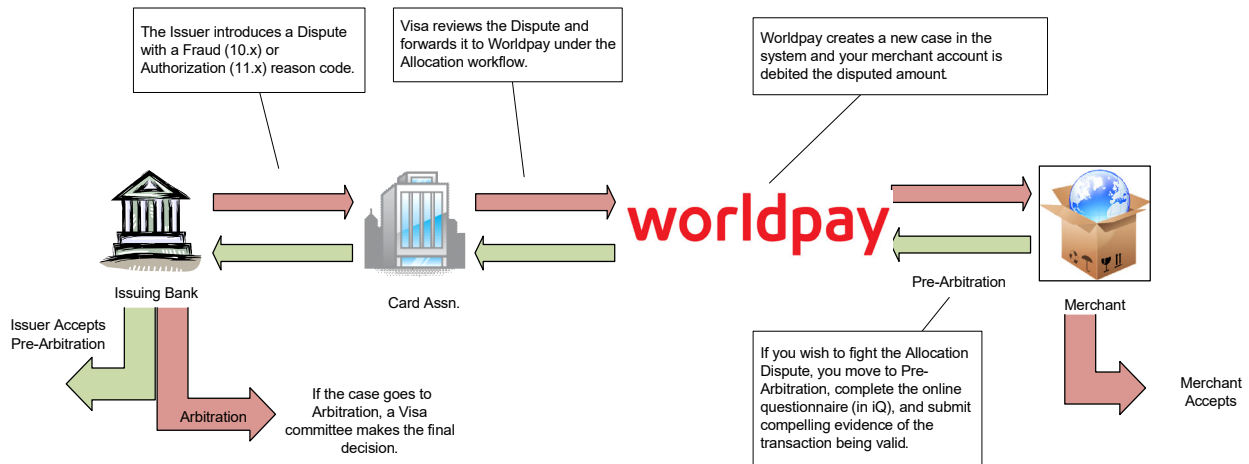 The Issuer introduces a Dispute
with a Fraud (10.x) or
Authorization (11.x) reason code.
Visa reviews the Dispute and
forwards it to Worldpay under the
Allocation workflow.
Worldpay creates a new case in the
system and your merchant account is
debited the disputed amount.
worldpay
Issuing Bank
Card Assn.
Pre-Arbitration
Merchant
Issuer Accepts
Pre-Arbitration
Arbitration
If the case goes to
Arbitration, a Visa
committee makes the final
decision.
If you wish to fight the Allocation
Dispute, you move to Pre-
Arbitration, complete the online
questionnaire (in iQ), and submit
compelling evidence of the
transaction being valid.
Merchant
Accepts